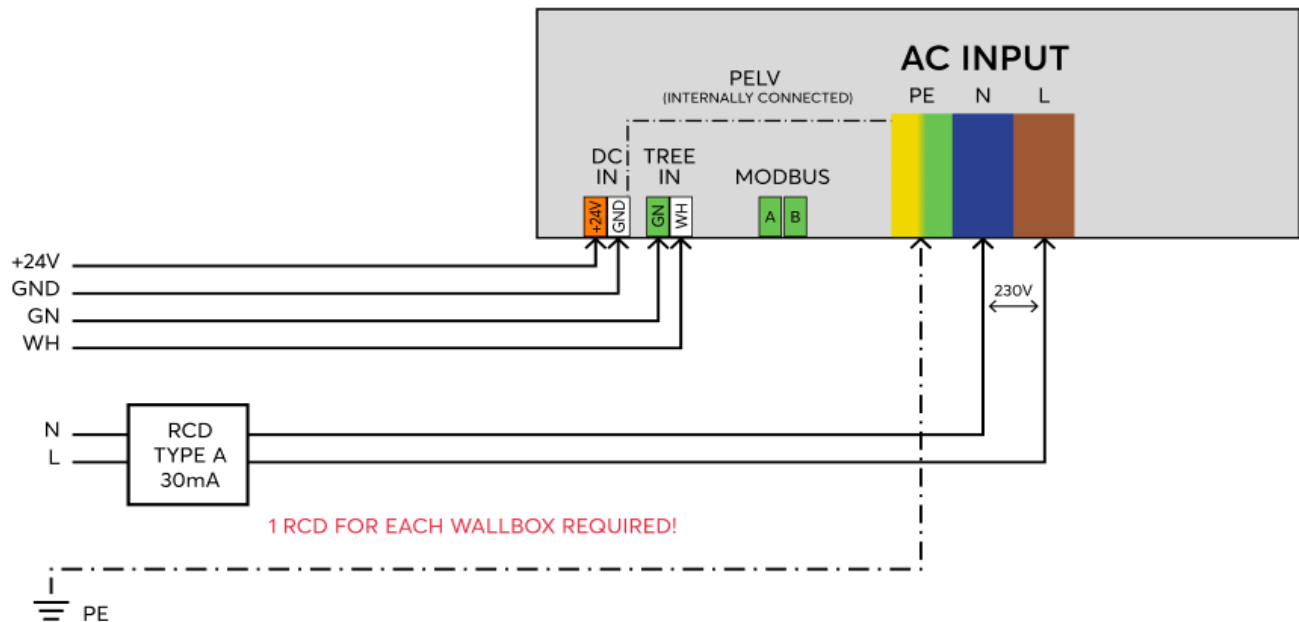 AC INPUT
PELV
(INTERNALLY CONNECTED)
PE N L
DC IN
TREE IN
MODBUS
+24V GND GN WH A B
+24V
GND
GN
WH
230V
N
L
RCD
TYPE A
30mA
1 RCD FOR EACH WALLBOX REQUIRED!
PE